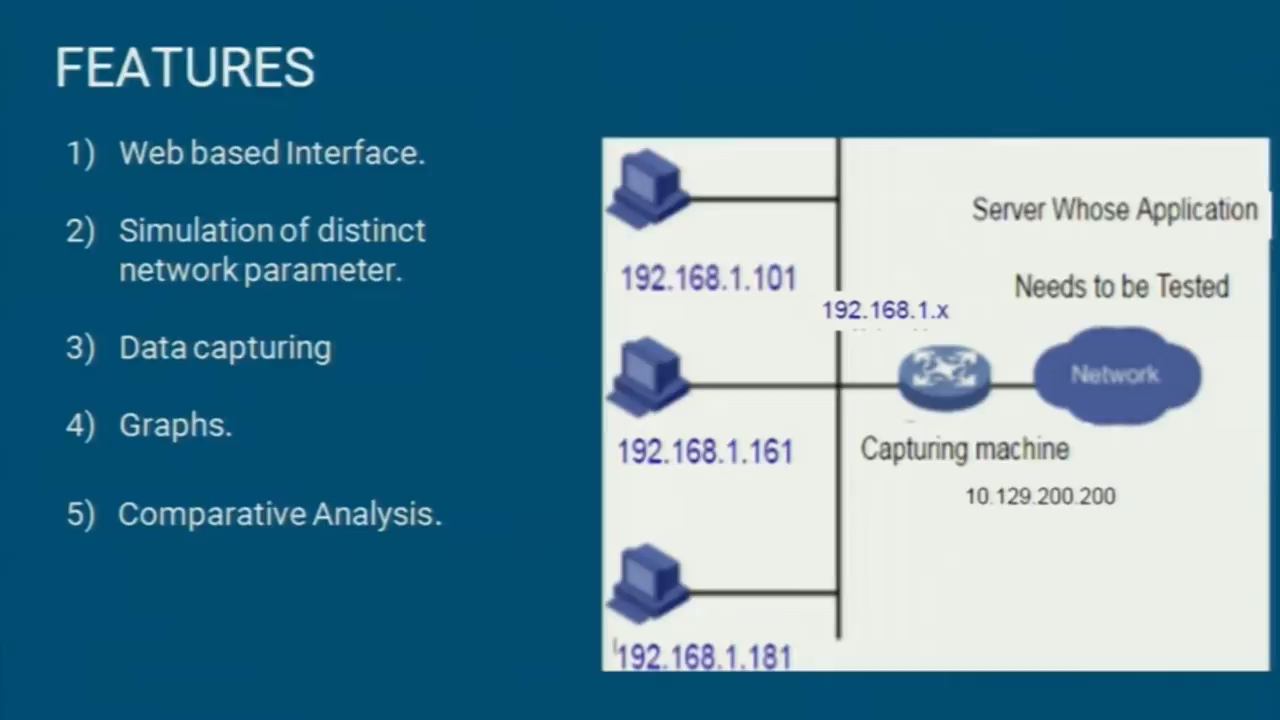 FEATURES
1) Web based Interface.
2) Simulation of distinct
network parameter.
3) Data capturing
4) Graphs.
5) Comparative Analysis.
Server Whose Application
192.168.1.101
Needs to be Tested
192.168.1.x
Network
192.168.1.161
Capturing machine
10.129.200.200
192.168.1.181